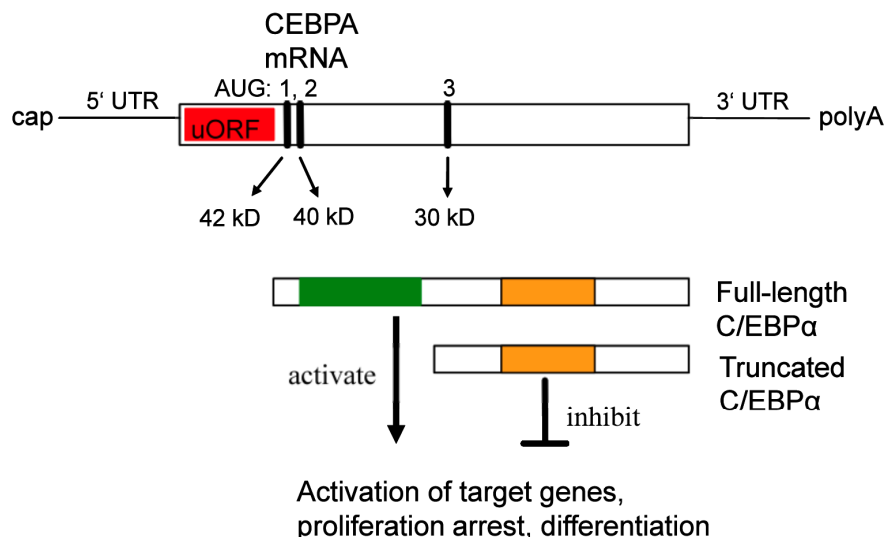 CEBPA
mRNA
AUG: 1, 2
3
cap
5‘ UTR
uORF
3‘ UTR
polyA
42 kD
40 kD
30 kD
Full-length
C/EBPα
activate
Truncated
C/EBPα
inhibit
Activation of target genes,
proliferation arrest, differentiation